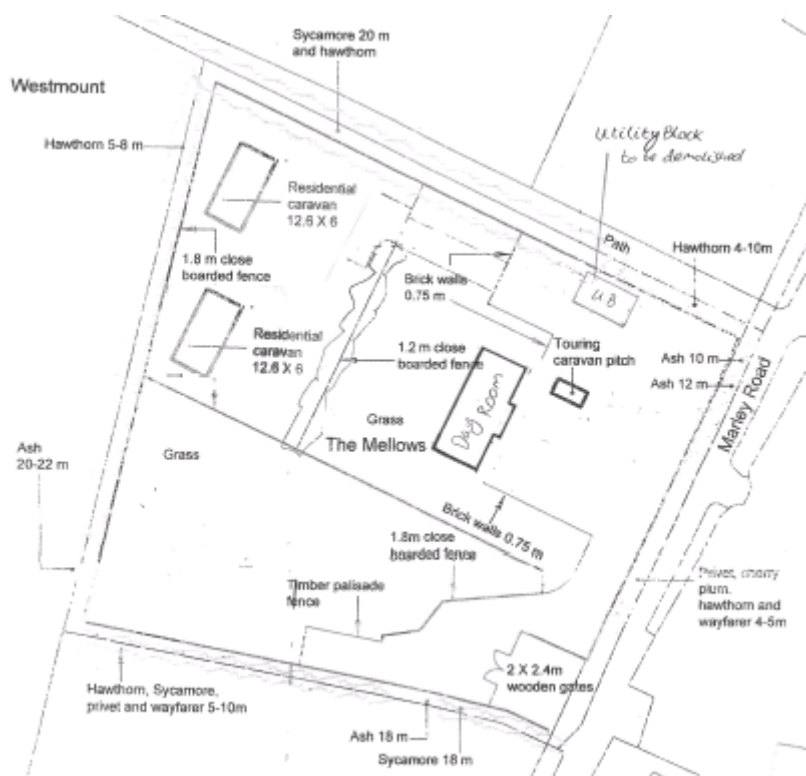 Sycamore 20 m
and hawthorn
Westmount
Utility Block
to be demolished
Hawthorn 5-8 m
Residential
caravan
12.6 X 6
Path
Hawthorn 4-10m
1.8 m close
boarded fence
Brick walls
0.75 m
UB
Residential
caravan
12.6 X 6
1.2 m close
boarded fence
Touring
caravan pitch
Ash 10 m
Ash 12 m
Marley Road
Day Room
Grass
The Mellows
Ash
20-22 m
Grass
Brick walls 0.75 m
1.8m close
boarded fence
Timber palisade
fence
Privet, cherry
plum,
hawthorn and
wayfarer 4-5m
2 X 2.4m
wooden gates
Hawthorn, Sycamore,
privet and wayfarer 5-10m
Ash 18 m
Sycamore 18 m